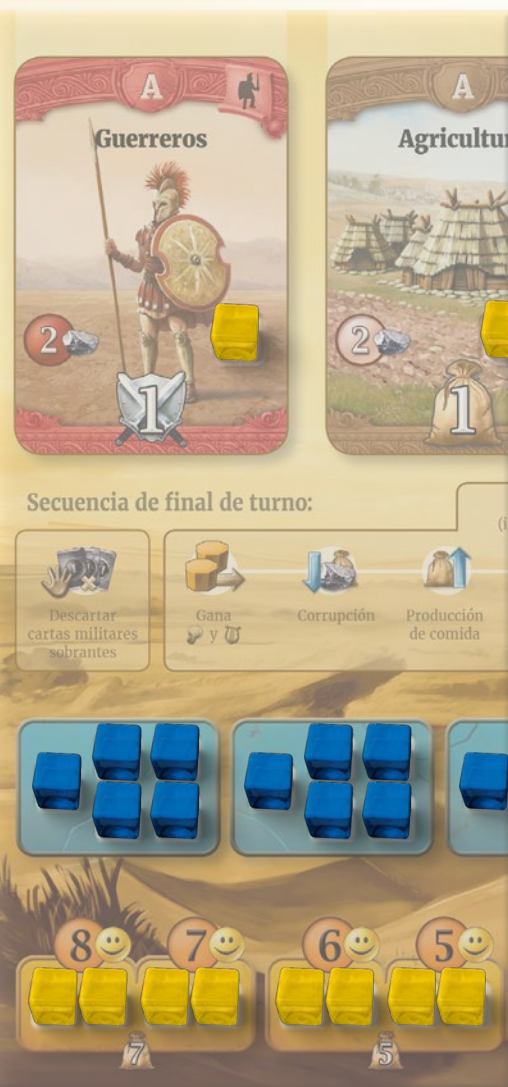 A
A
Guerreros
Agricultu
2
2
1
1
Secuencia de final de turno:
(i
Descartar
cartas militares
sobrantes
Gana
y
Corrupción
Producción
de comida
8
7
6
5
7
5